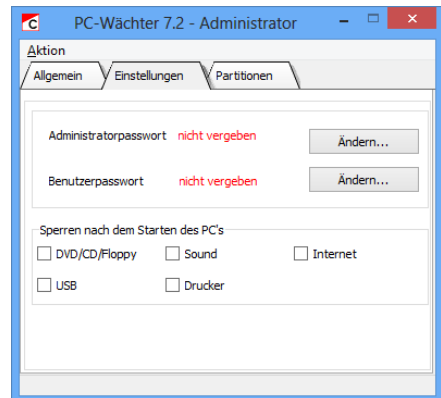 C PC-Wächter 7.2 - Administrator
Aktion
Allgemein Einstellungen Partitionen
Administratorpasswort nicht vergeben Ändern...
Benutzerpasswort nicht vergeben Ändern...
Sperren nach dem Starten des PC's
DVD/CD/Floppy Sound Internet
USB Drucker